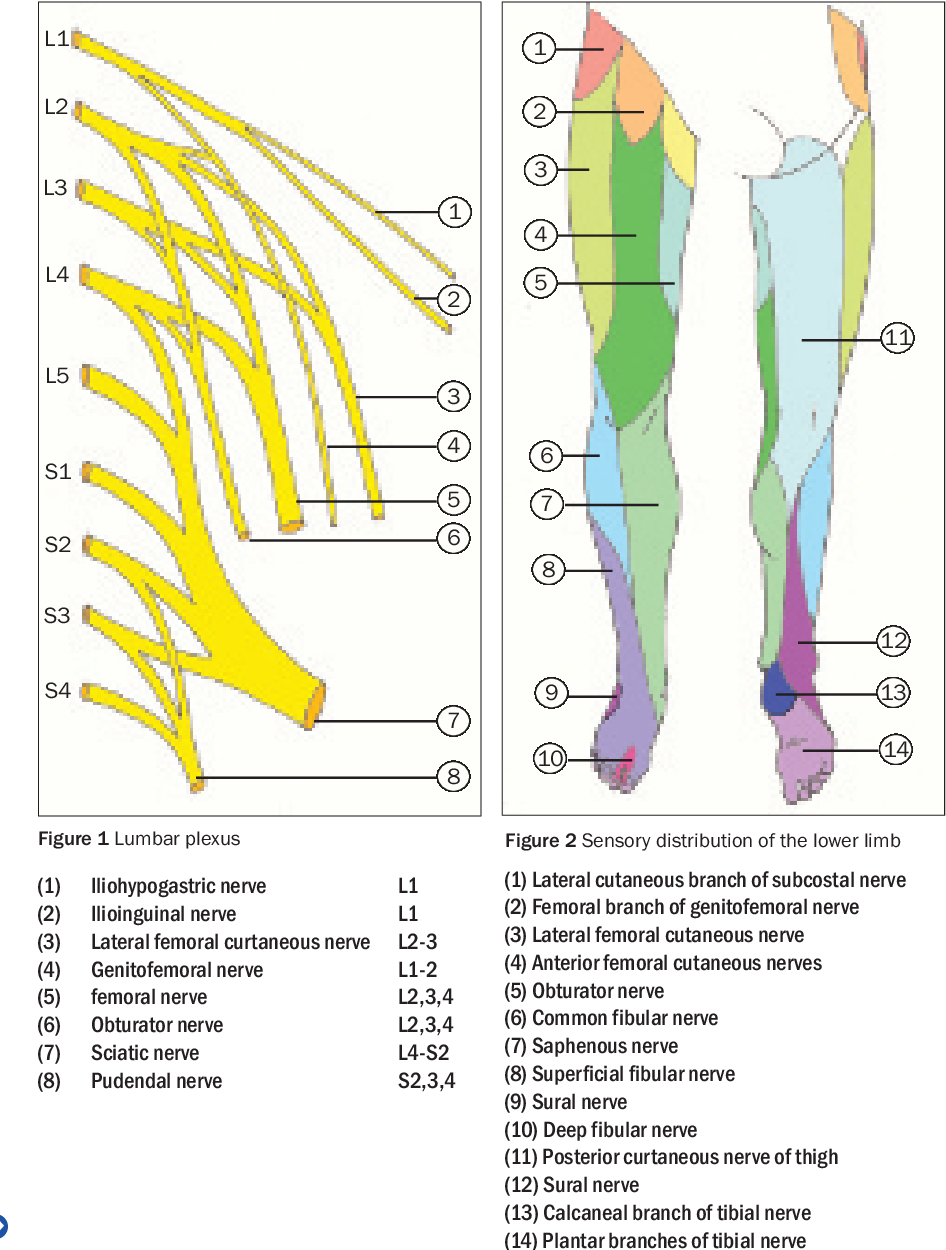 L1
L2
L3
L4
L5
S1
S2
S3
S4
1
2
3
4
5
6
7
8
Figure 1 Lumbar plexus
(1) Iliohypogastric nerve L1
(2) Ilioinguinal nerve L1
(3) Lateral femoral curtaneous nerve L2-3
(4) Genitofemoral nerve L1-2
(5) femoral nerve L2,3,4
(6) Obturator nerve L2,3,4
(7) Sciatic nerve L4-S2
(8) Pudendal nerve S2,3,4
1
2
3
4
5
6
7
8
9
10
11
12
13
14
Figure 2 Sensory distribution of the lower limb
(1) Lateral cutaneous branch of subcostal nerve
(2) Femoral branch of genitofemoral nerve
(3) Lateral femoral cutaneous nerve
(4) Anterior femoral cutaneous nerves
(5) Obturator nerve
(6) Common fibular nerve
(7) Saphenous nerve
(8) Superficial fibular nerve
(9) Sural nerve
(10) Deep fibular nerve
(11) Posterior curtaneous nerve of thigh
(12) Sural nerve
(13) Calcaneal branch of tibial nerve
(14) Plantar branches of tibial nerve